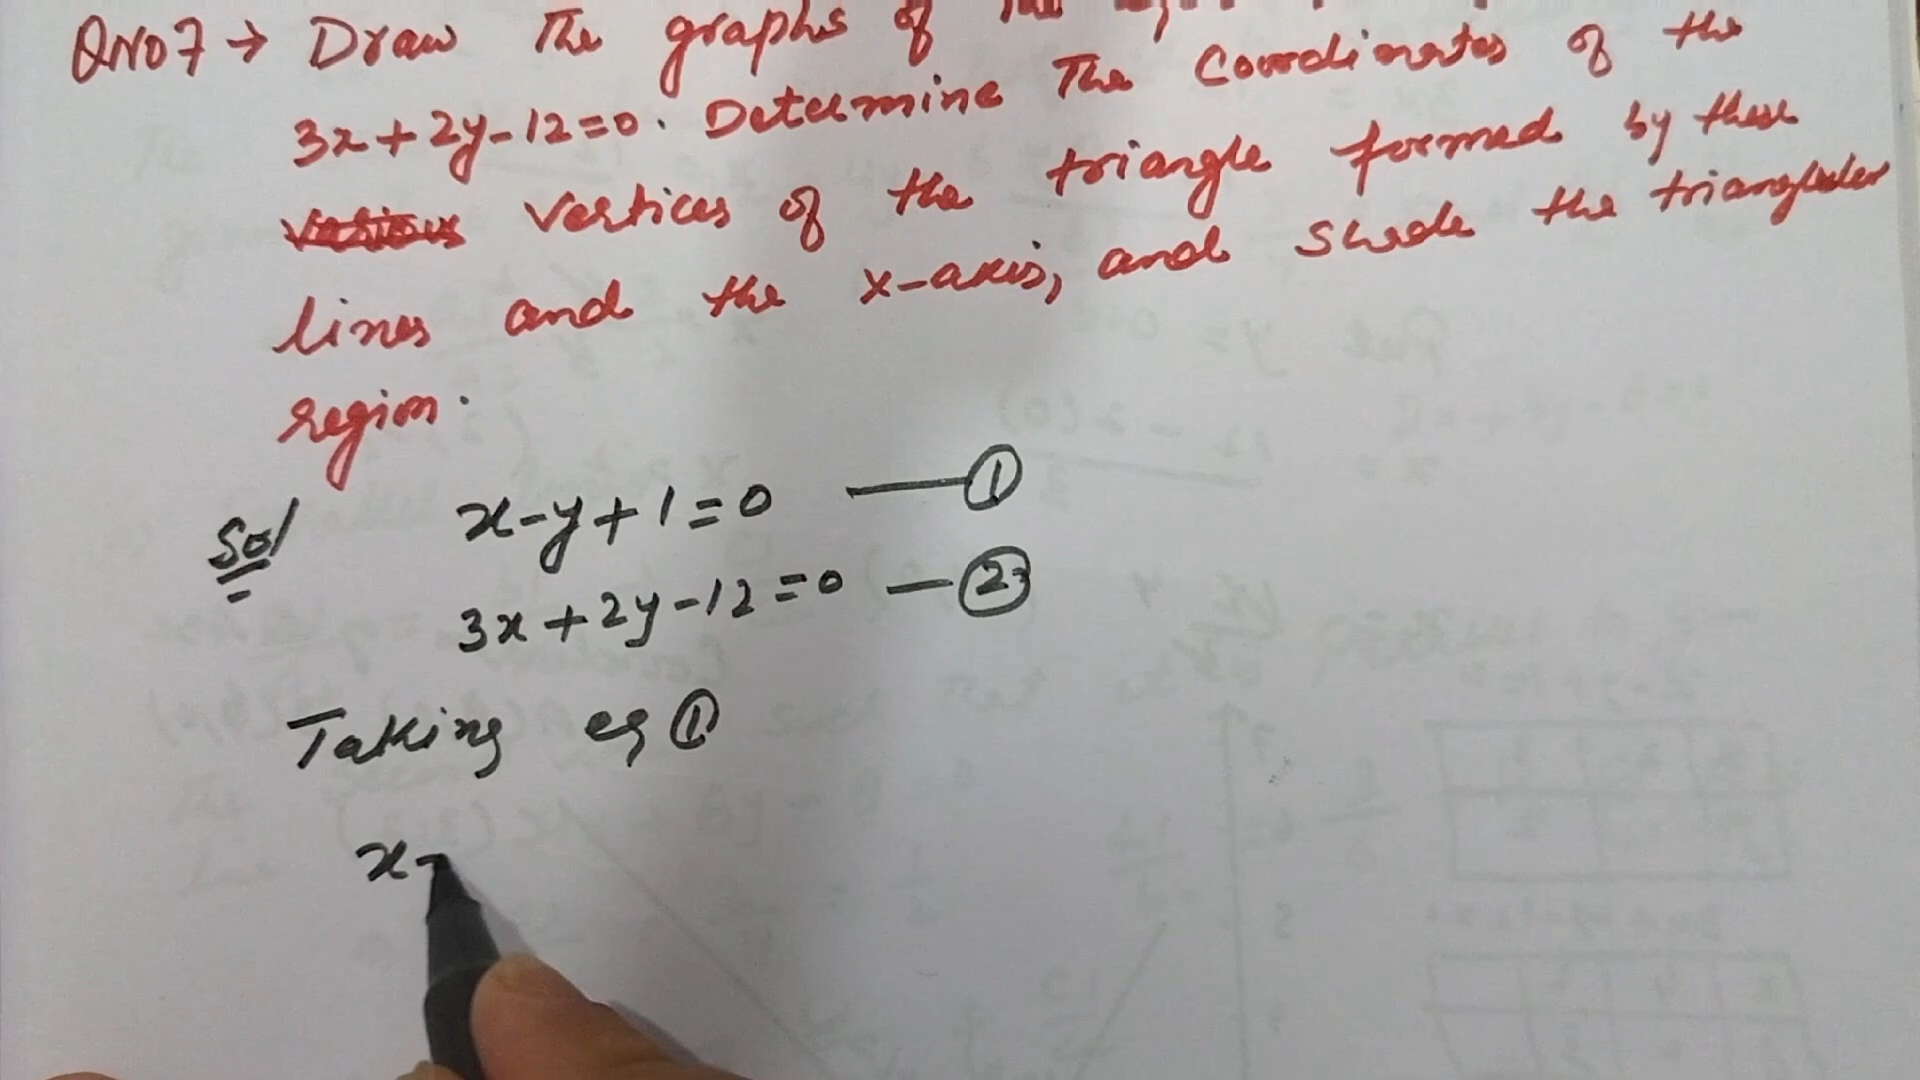 QNo7 → Draw The graphs of
3x+2y-12=0. Determine The Coordinates of the
vertices of the triangle formed by these
lines and the x-axis, and shade the triangular
region.
Sol x-y+1=0 — ①
3x+2y-12=0 — ②
Taking eq ①
x-